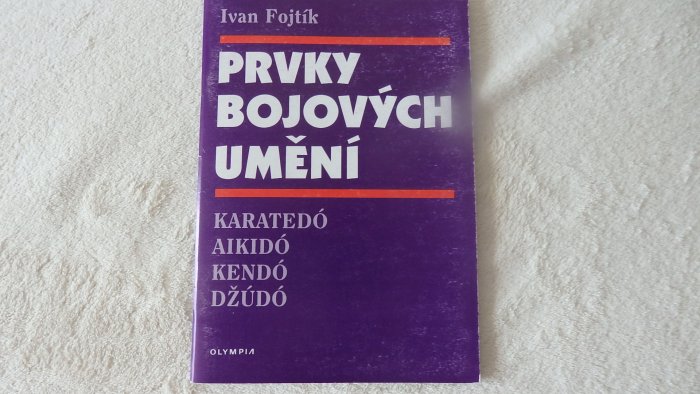 Ivan Fojtík
PRVKY
BOJOVÝCH
UMĚNÍ
KARATEDÓ
AIKIDÓ
KENDÓ
DŽÚDÓ
OLYMPIA